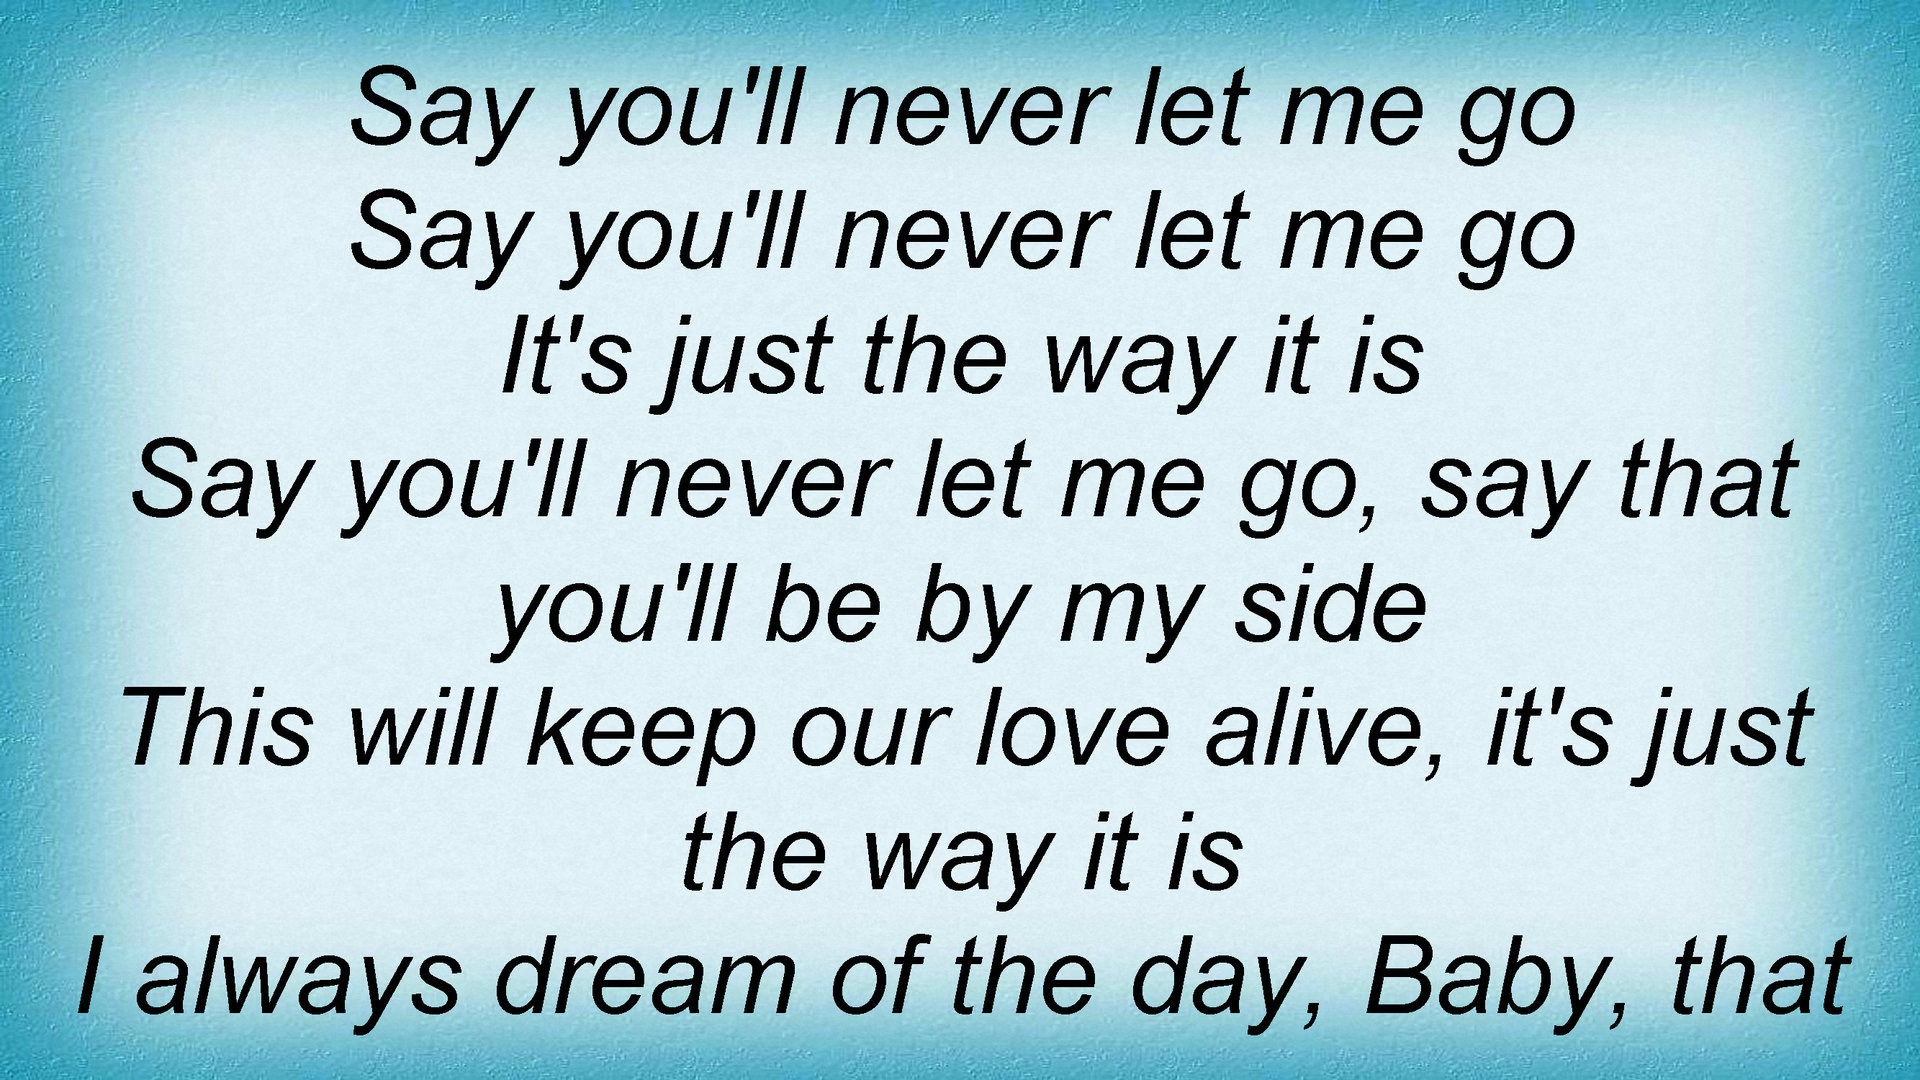 Say you'll never let me go
Say you'll never let me go
It's just the way it is
Say you'll never let me go, say that
you'll be by my side
This will keep our love alive, it's just
the way it is
I always dream of the day, Baby, that